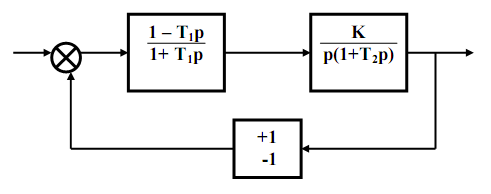 1 – T₁p
1+ T₁p
K
p(1+T₂p)
+1
-1